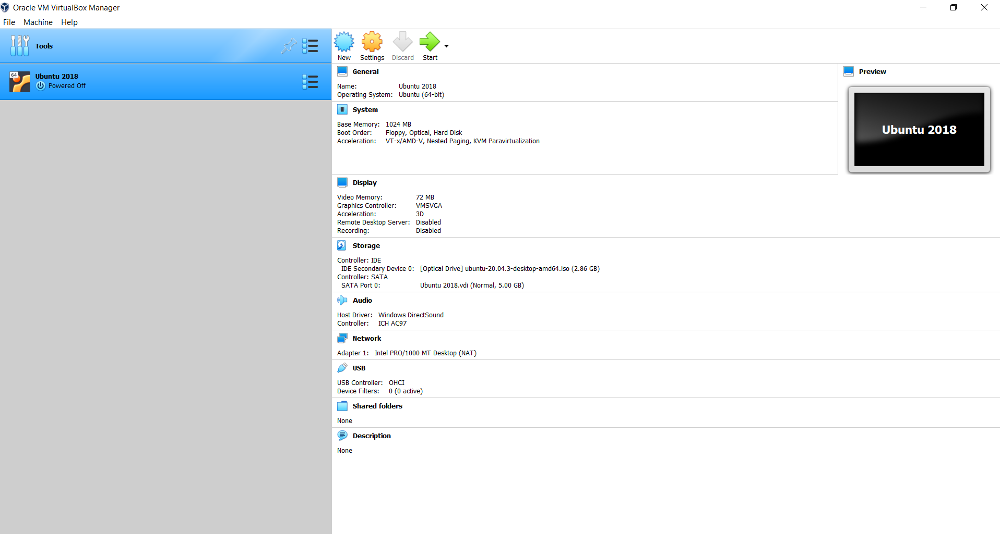 Oracle VM VirtualBox Manager
File Machine Help
Tools
64
Ubuntu 2018
Powered Off
New Settings Discard Start
General
Name: Ubuntu 2018
Operating System: Ubuntu (64-bit)
Preview
Ubuntu 2018
System
Base Memory: 1024 MB
Boot Order: Floppy, Optical, Hard Disk
Acceleration: VT-x/AMD-V, Nested Paging, KVM Paravirtualization
Display
Video Memory: 72 MB
Graphics Controller: VMSVGA
Acceleration: 3D
Remote Desktop Server: Disabled
Recording: Disabled
Storage
Controller: IDE
IDE Secondary Device 0: [Optical Drive] ubuntu-20.04.3-desktop-amd64.iso (2.86 GB)
Controller: SATA
SATA Port 0: Ubuntu 2018.vdi (Normal, 5.00 GB)
Audio
Host Driver: Windows DirectSound
Controller: ICH AC97
Network
Adapter 1: Intel PRO/1000 MT Desktop (NAT)
USB
USB Controller: OHCI
Device Filters: 0 (0 active)
Shared folders
None
Description
None